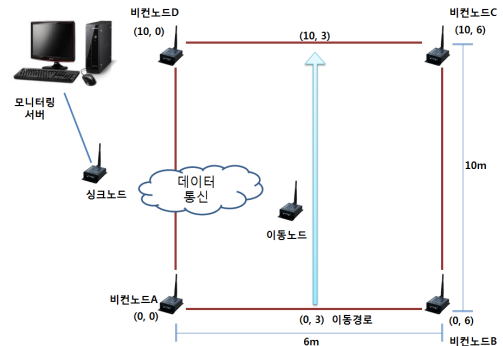 비컨노드D
(10, 0)
(10, 3)
비컨노드C
(10, 6)
모니터링
서버
싱크노드
데이터
통신
이동노드
10m
비컨노드A
(0, 0)
(0, 3) 이동경로
(0, 6)
6m
비컨노드B